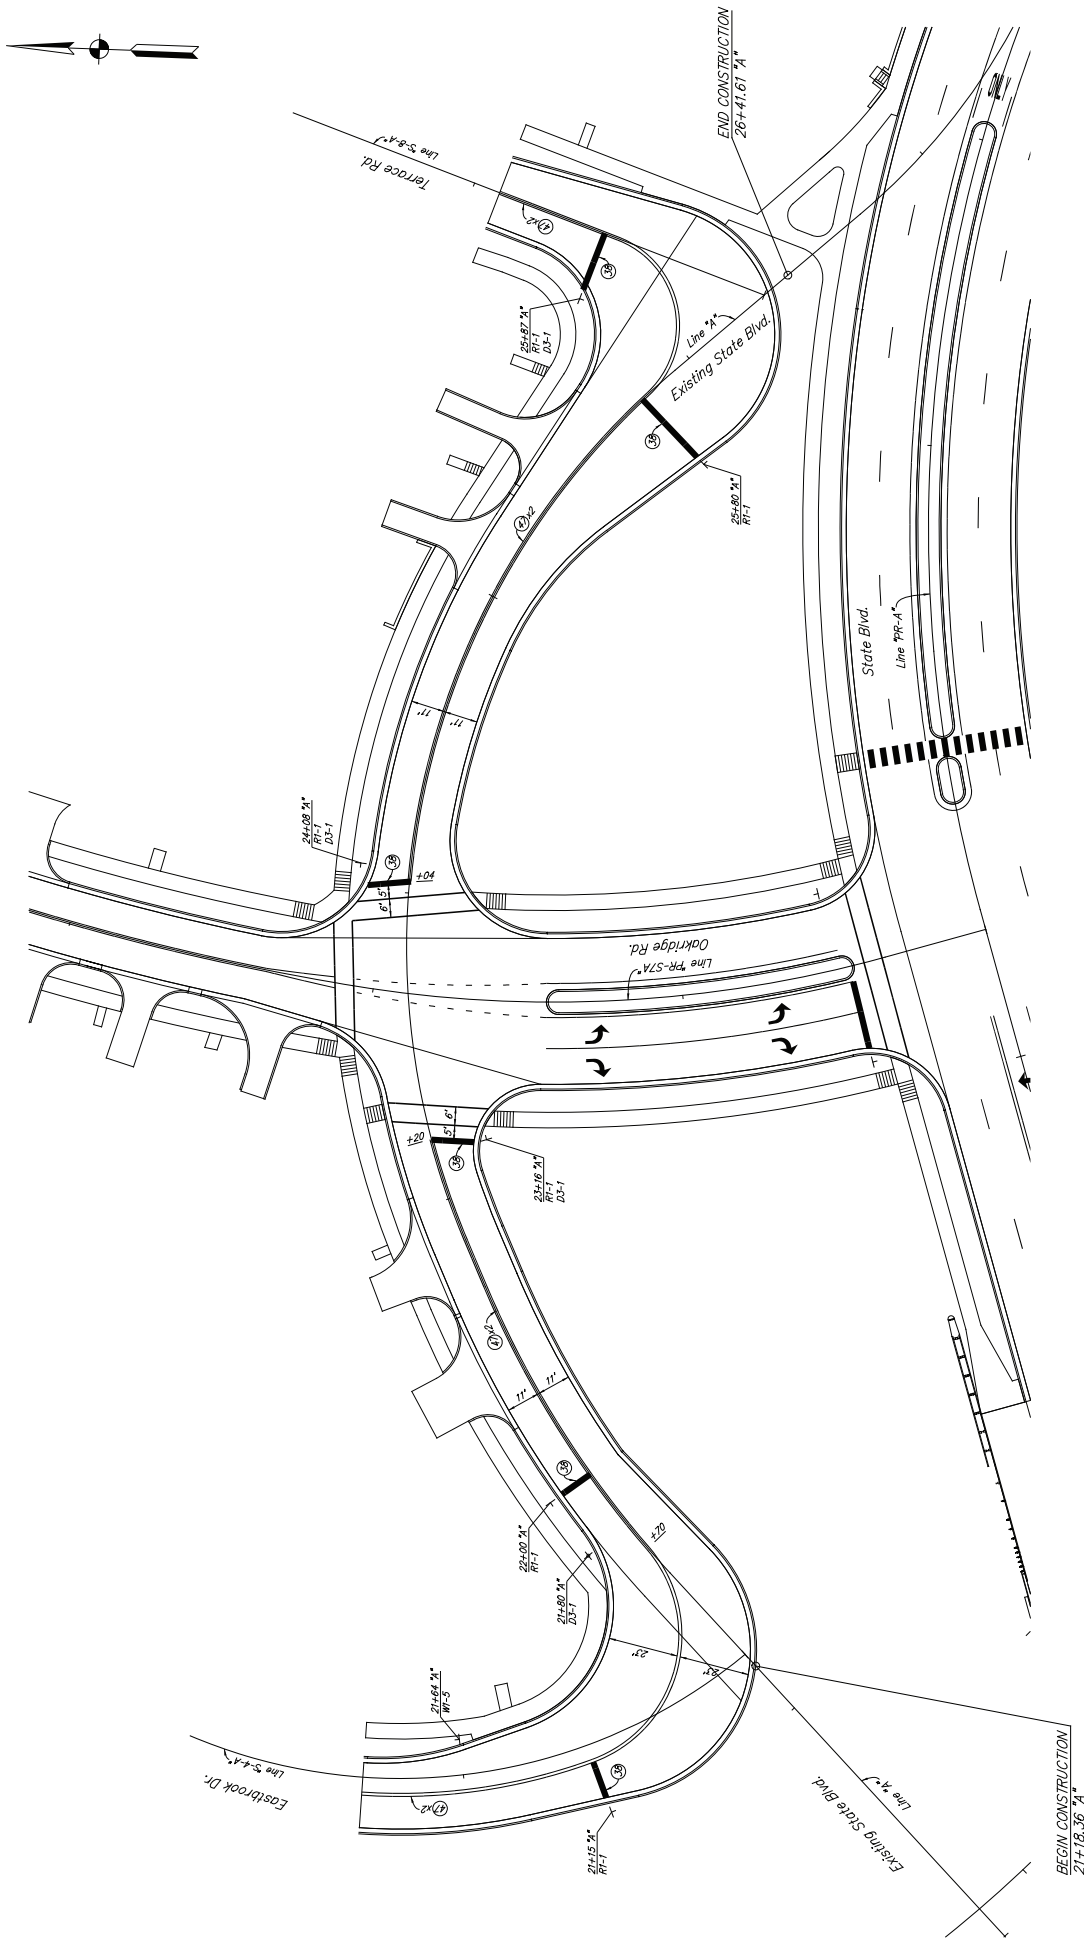 END CONSTRUCTION
26+41.61 "A"
Line "S-8-A"
Terrace Rd.
47 x2
38
25+87 "A"
R1-1
D3-1
Line "A"
Existing State Blvd.
38
25+80 "A"
R1-1
47 x2
State Blvd.
Line "PR-A"
11'
11'
24+08 "A"
R1-1
D3-1
38
+04
5'
6'
Oakridge Rd.
Line "PR-S7A"
6'
5'
+20
38
23+16 "A"
R1-1
D3-1
47 x2
11'
11'
38
22+00 "A"
R1-1
+70
21+80 "A"
D3-1
23'
23'
21+64 "A"
W1-5
Line "S-4-A"
Eastbrook Dr.
47 x2
38
21+15 "A"
R1-1
Line "A"
Existing State Blvd.
BEGIN CONSTRUCTION
21+18.36 "A"